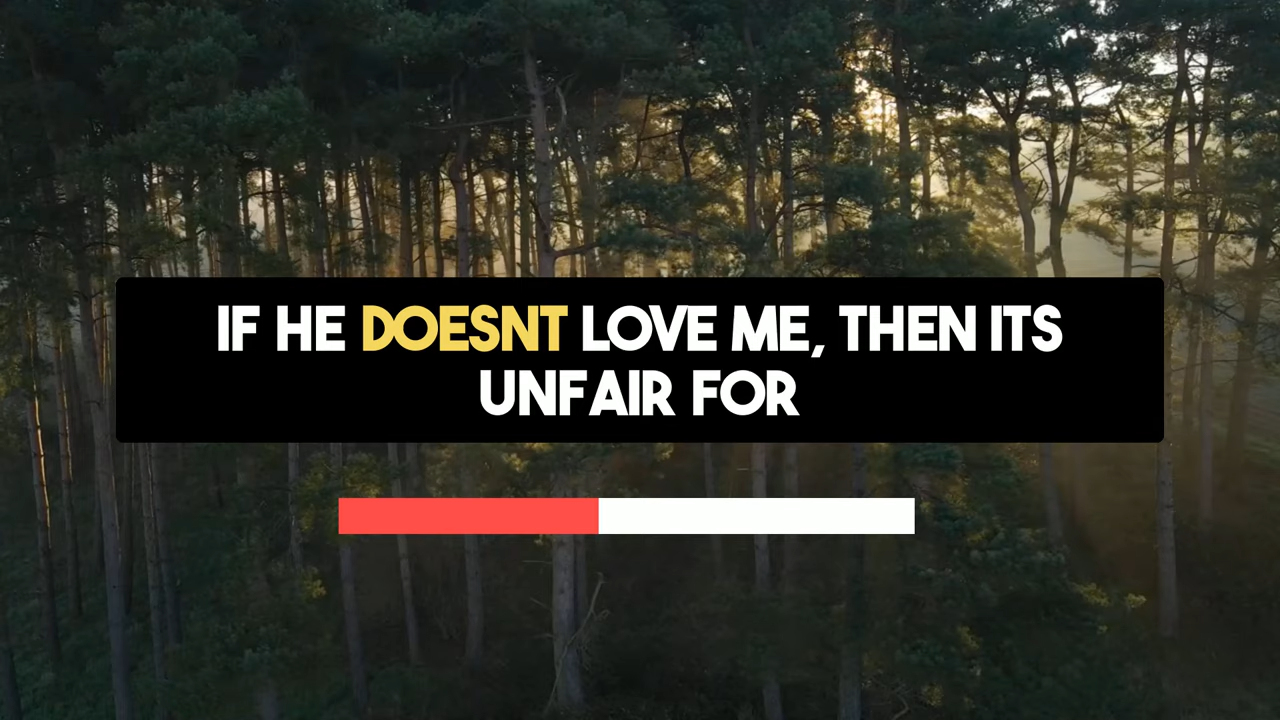 IF HE DOESNT LOVE ME, THEN ITS
UNFAIR FOR